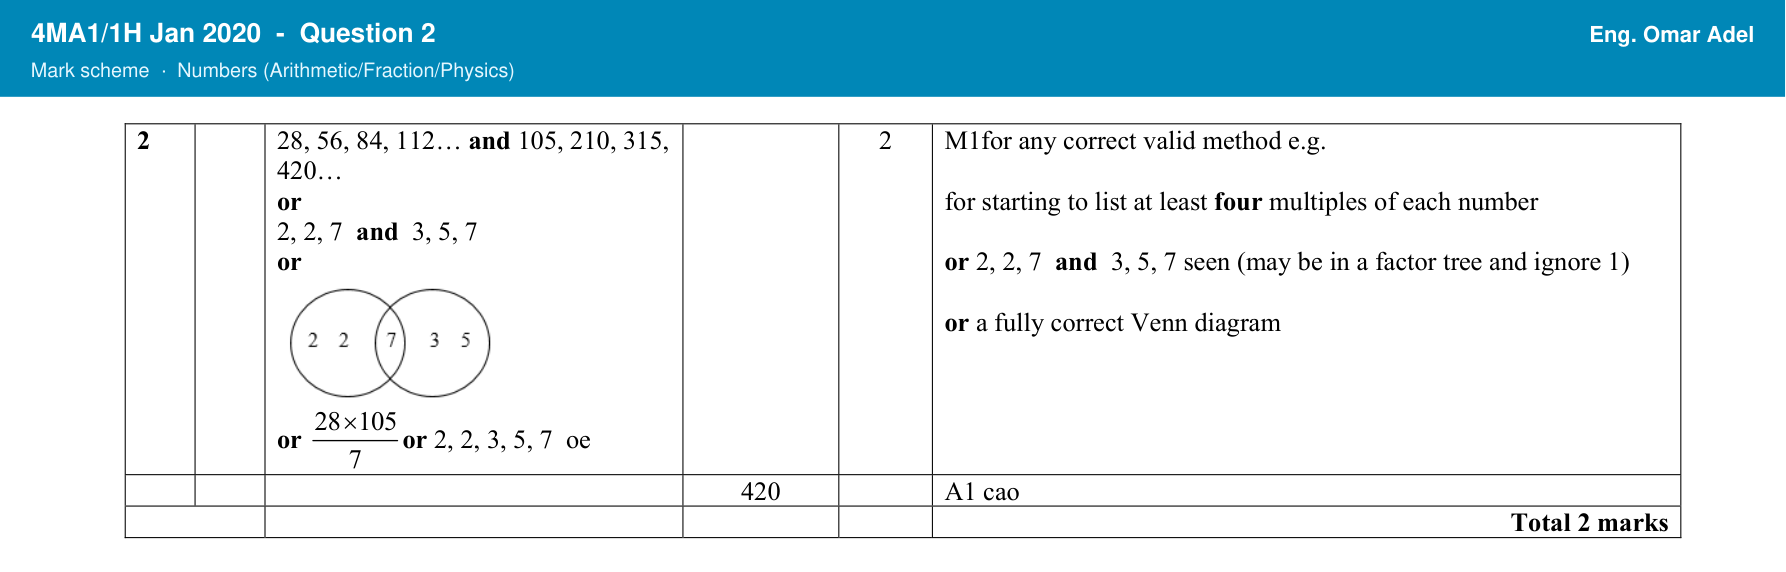 4MA1/1H Jan 2020 - Question 2
Eng. Omar Adel
Mark scheme · Numbers (Arithmetic/Fraction/Physics)
2
28, 56, 84, 112… and 105, 210, 315,
420…
or
2, 2, 7 and 3, 5, 7
or
2 2 7 3 5
or 28×105/7 or 2, 2, 3, 5, 7 oe
2
M1for any correct valid method e.g.
for starting to list at least four multiples of each number
or 2, 2, 7 and 3, 5, 7 seen (may be in a factor tree and ignore 1)
or a fully correct Venn diagram
420
A1 cao
Total 2 marks